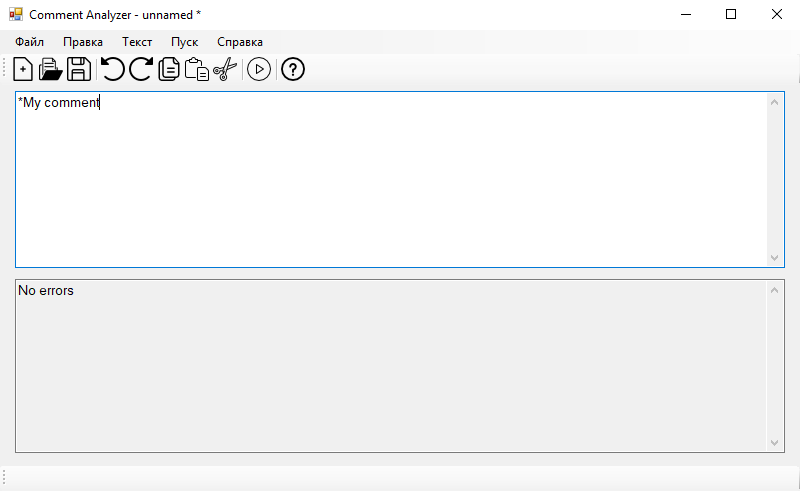 Comment Analyzer - unnamed *
Файл Правка Текст Пуск Справка
*My comment
No errors